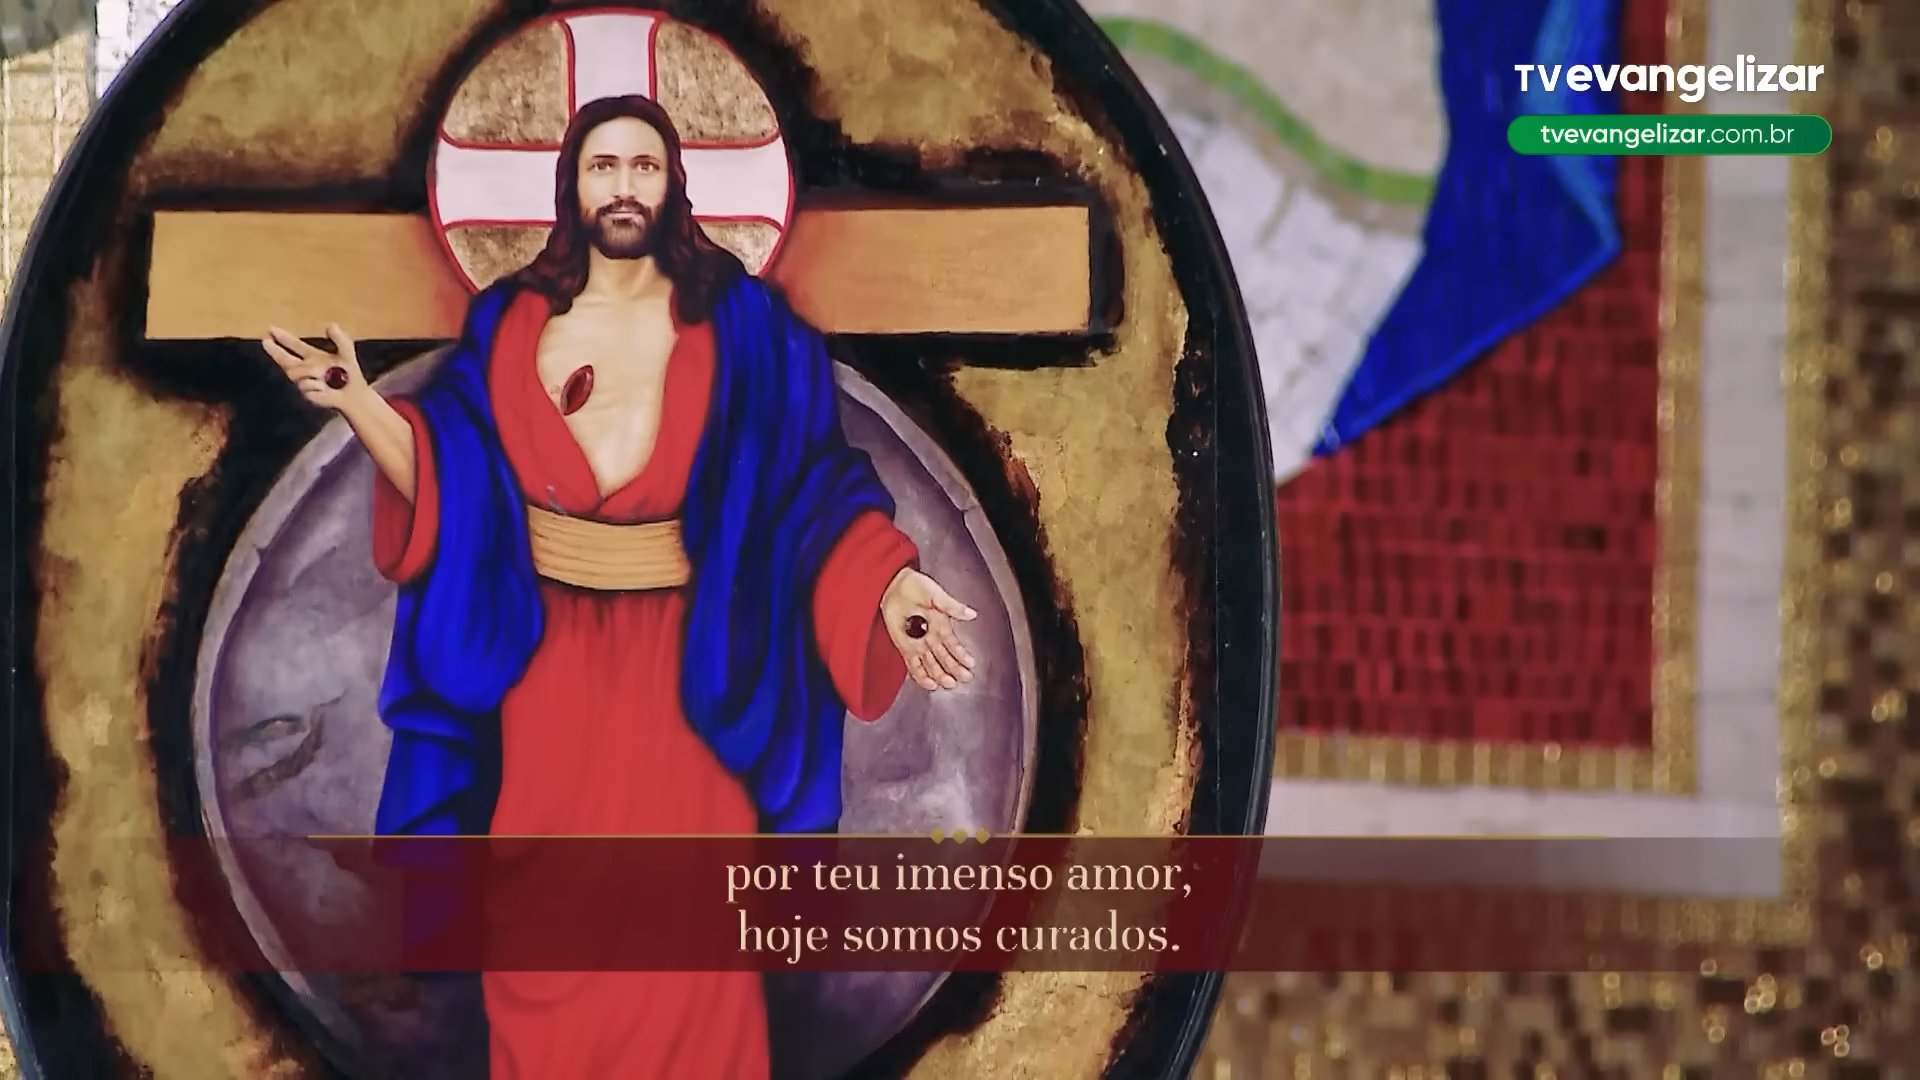 TVevangelizar
tvevangelizar.com.br
por teu imenso amor,
hoje somos curados.